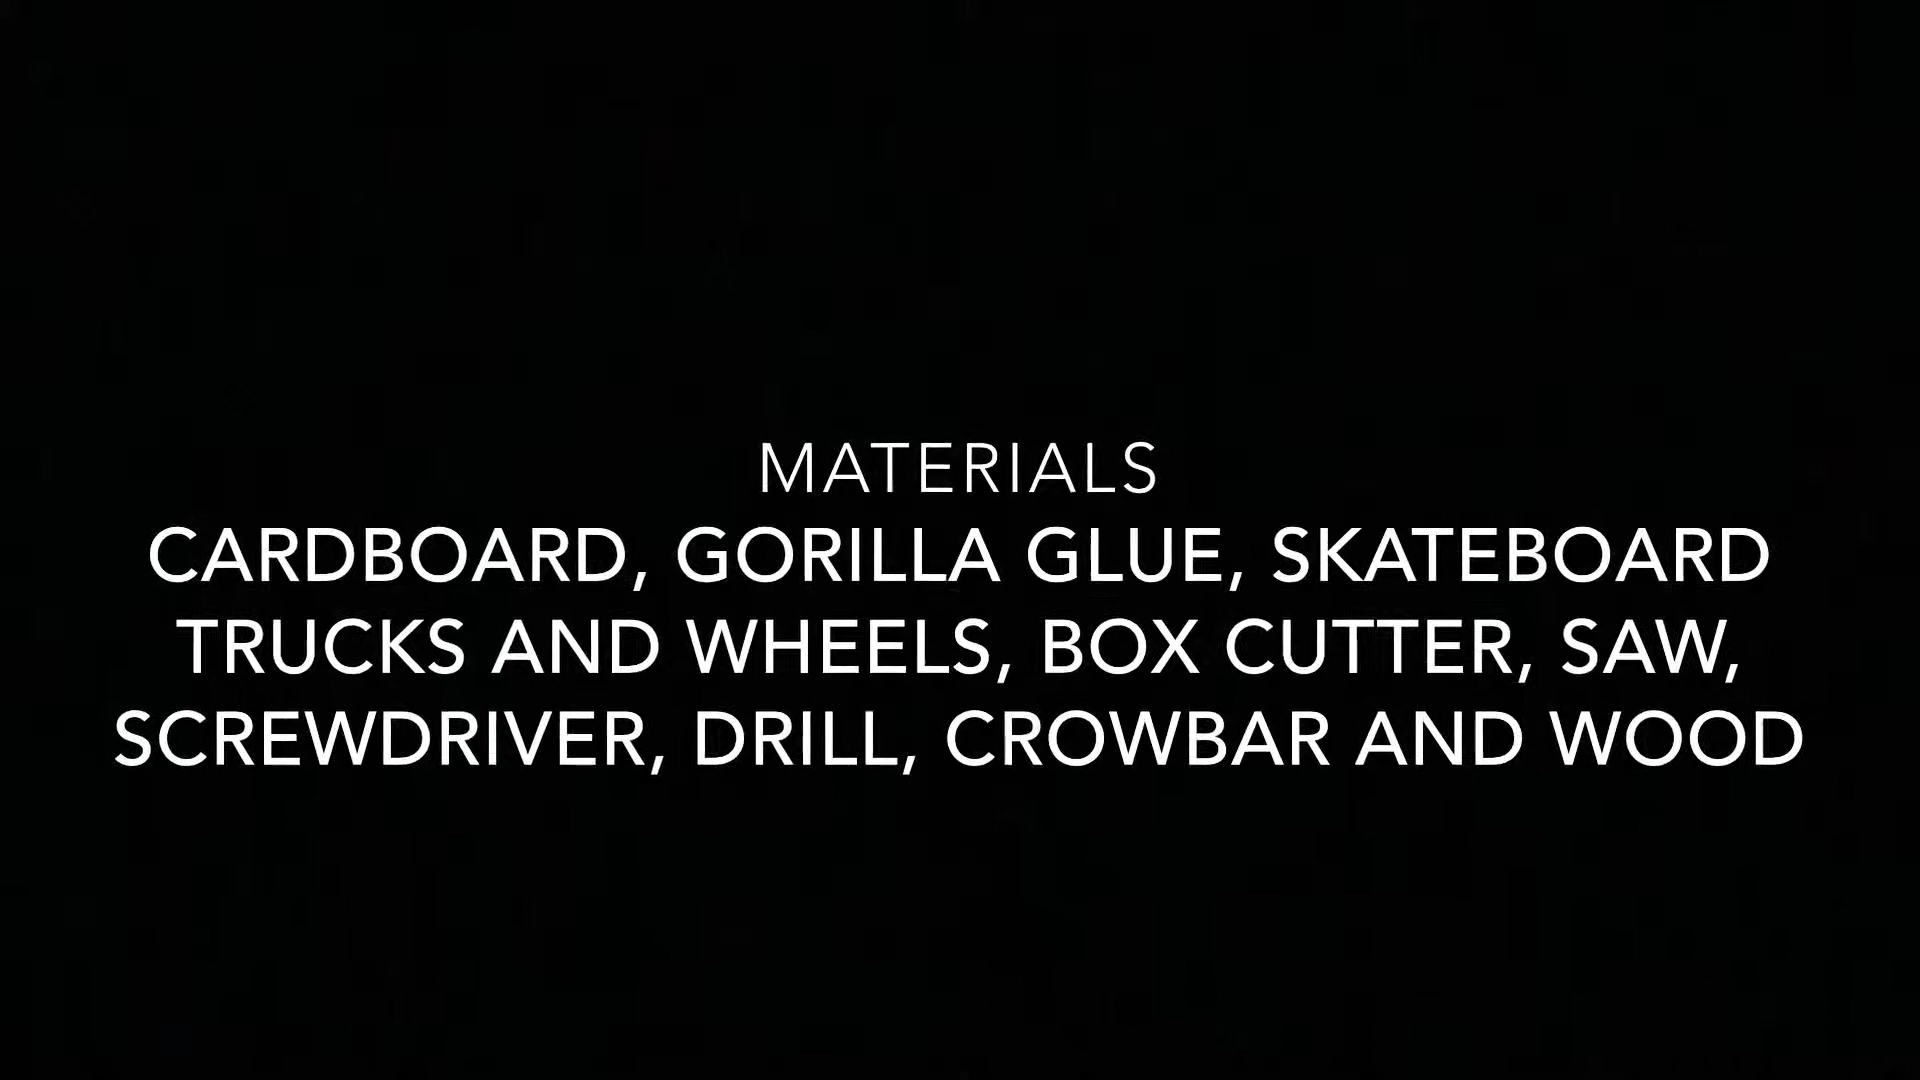 MATERIALS
CARDBOARD, GORILLA GLUE, SKATEBOARD
TRUCKS AND WHEELS, BOX CUTTER, SAW,
SCREWDRIVER, DRILL, CROWBAR AND WOOD